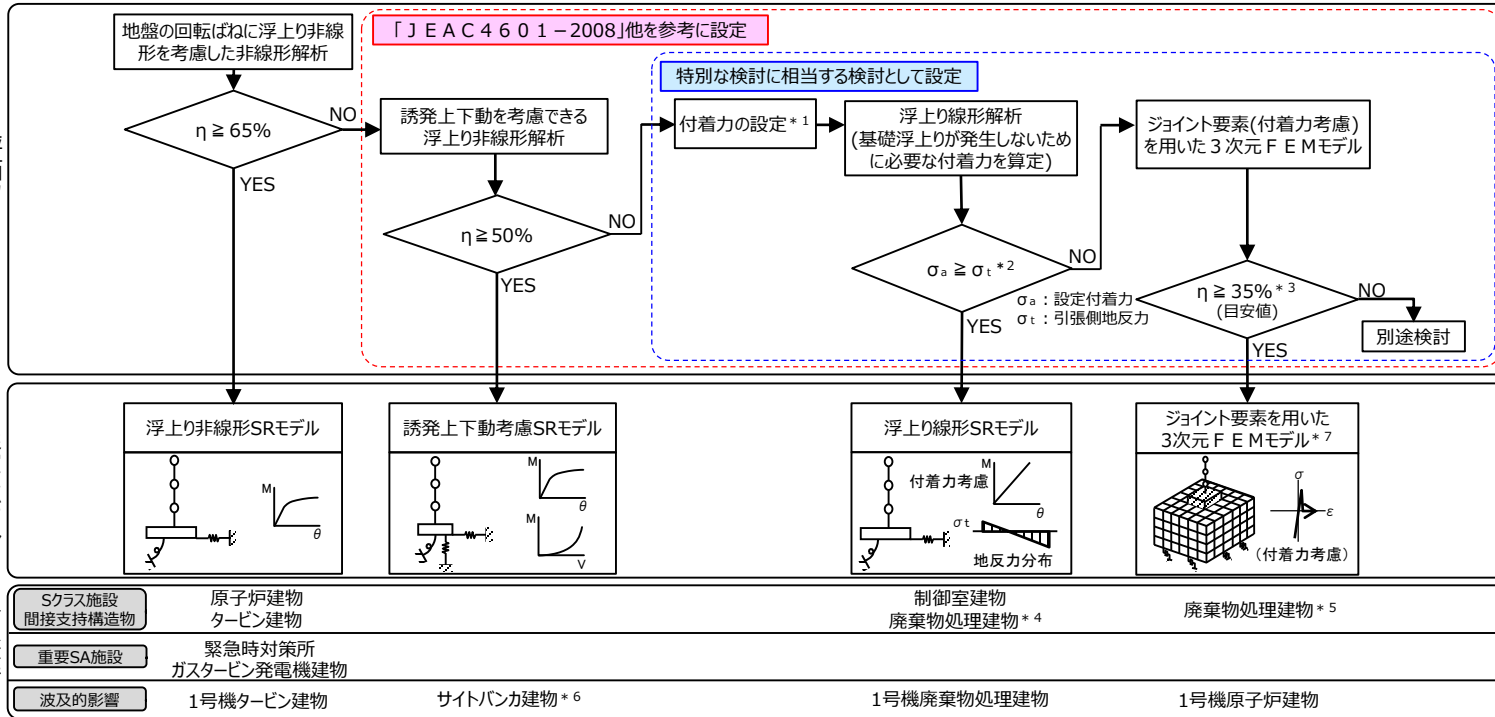 地盤の回転ばねに浮上り非線
形を考慮した非線形解析
「ＪＥＡＣ４６０１－2008」他を参考に設定
特別な検討に相当する検討として設定
η≧65%
NO
YES
誘発上下動を考慮できる
浮上り非線形解析
η≧50%
NO
YES
付着力の設定*1
浮上り線形解析
(基礎浮上りが発生しないため
に必要な付着力を算定)
σa≧σt*2
NO
YES
σa：設定付着力
σt：引張側地反力
ジョイント要素(付着力考慮)
を用いた３次元ＦＥＭモデル
η≧35%*3
(目安値)
NO
YES
別途検討
浮上り非線形SRモデル
M
θ
誘発上下動考慮SRモデル
M
θ
M
V
浮上り線形SRモデル
付着力考慮
M
θ
σt
地反力分布
ジョイント要素を用いた
3次元ＦＥＭモデル*7
σ
ε
(付着力考慮)
Sクラス施設
間接支持構造物
原子炉建物
タービン建物
制御室建物
廃棄物処理建物*4
廃棄物処理建物*5
重要SA施設
緊急時対策所
ガスタービン発電機建物
波及的影響
1号機タービン建物
サイトバンカ建物*6
1号機廃棄物処理建物
1号機原子炉建物